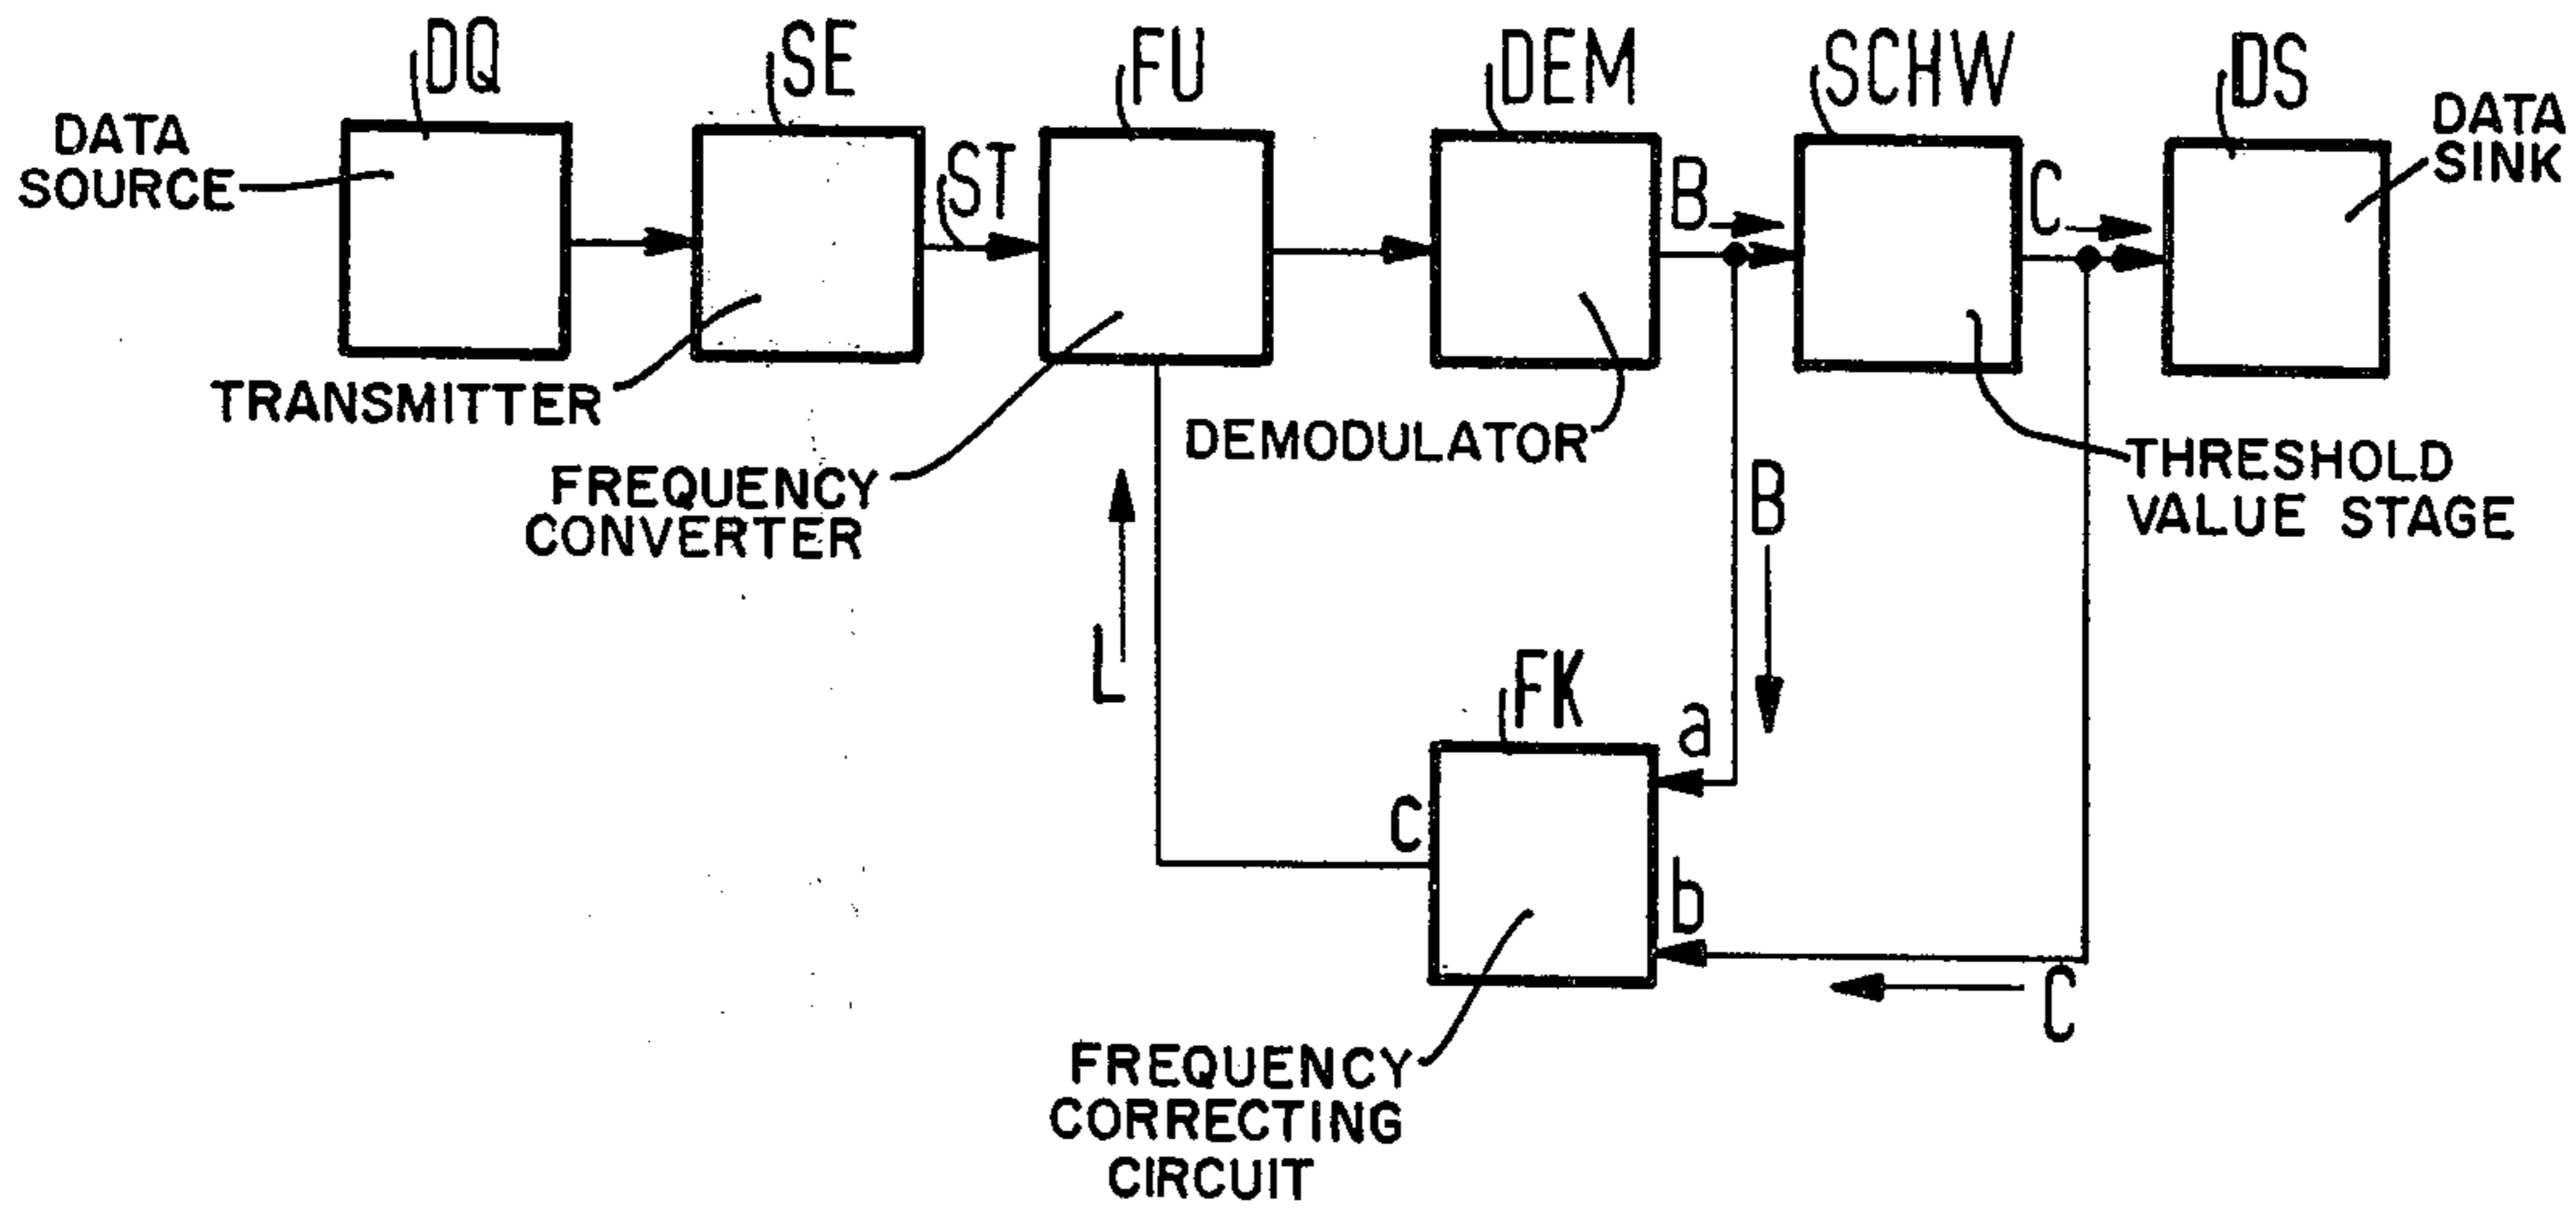 DQ
SE
FU
DEM
SCHW
DS
DATA
SOURCE
ST
B
C
DATA
SINK
TRANSMITTER
FREQUENCY
CONVERTER
DEMODULATOR
THRESHOLD
VALUE STAGE
B
L
FK
a
c
b
C
FREQUENCY
CORRECTING
CIRCUIT